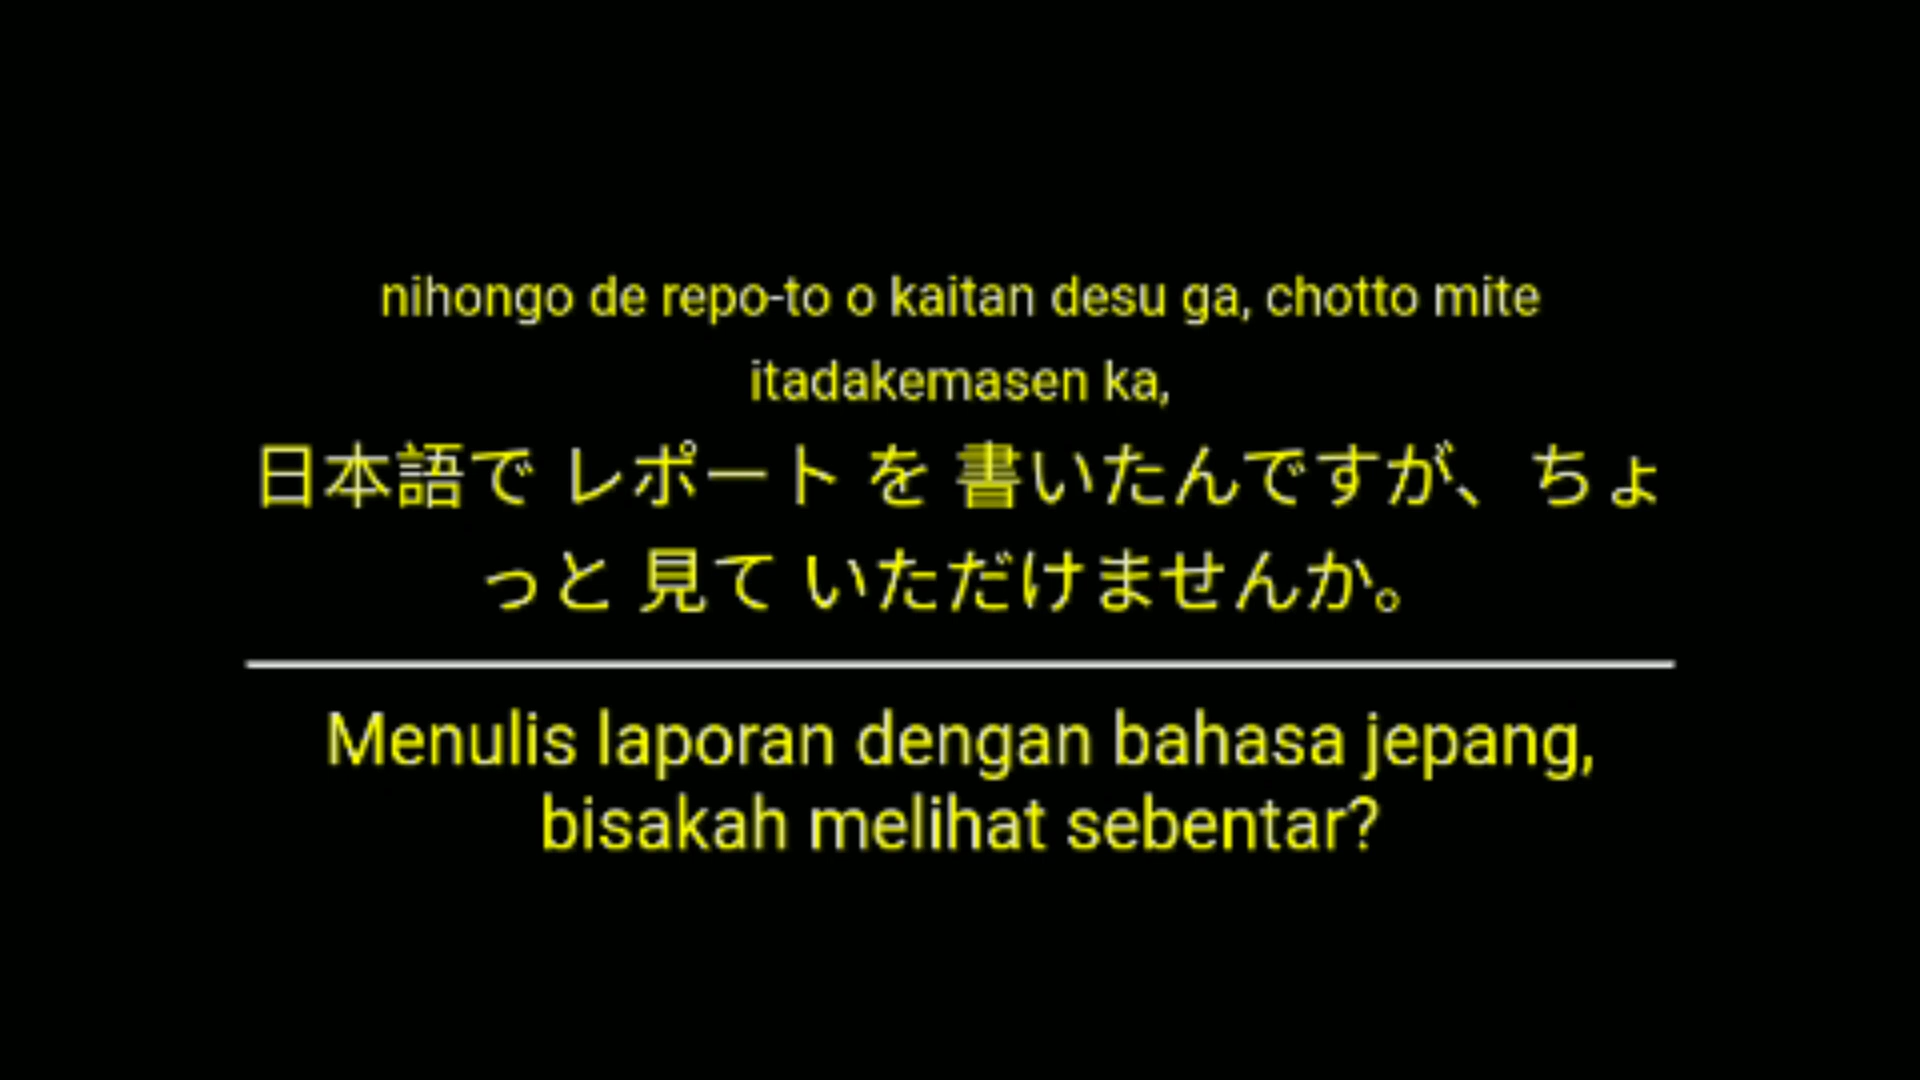 nihongo de repo-to o kaitan desu ga, chotto mite
itadakemasen ka,
日本語で レポート を 書いたんですが、ちょ
っと 見て いただけませんか。
Menulis laporan dengan bahasa jepang,
bisakah melihat sebentar?